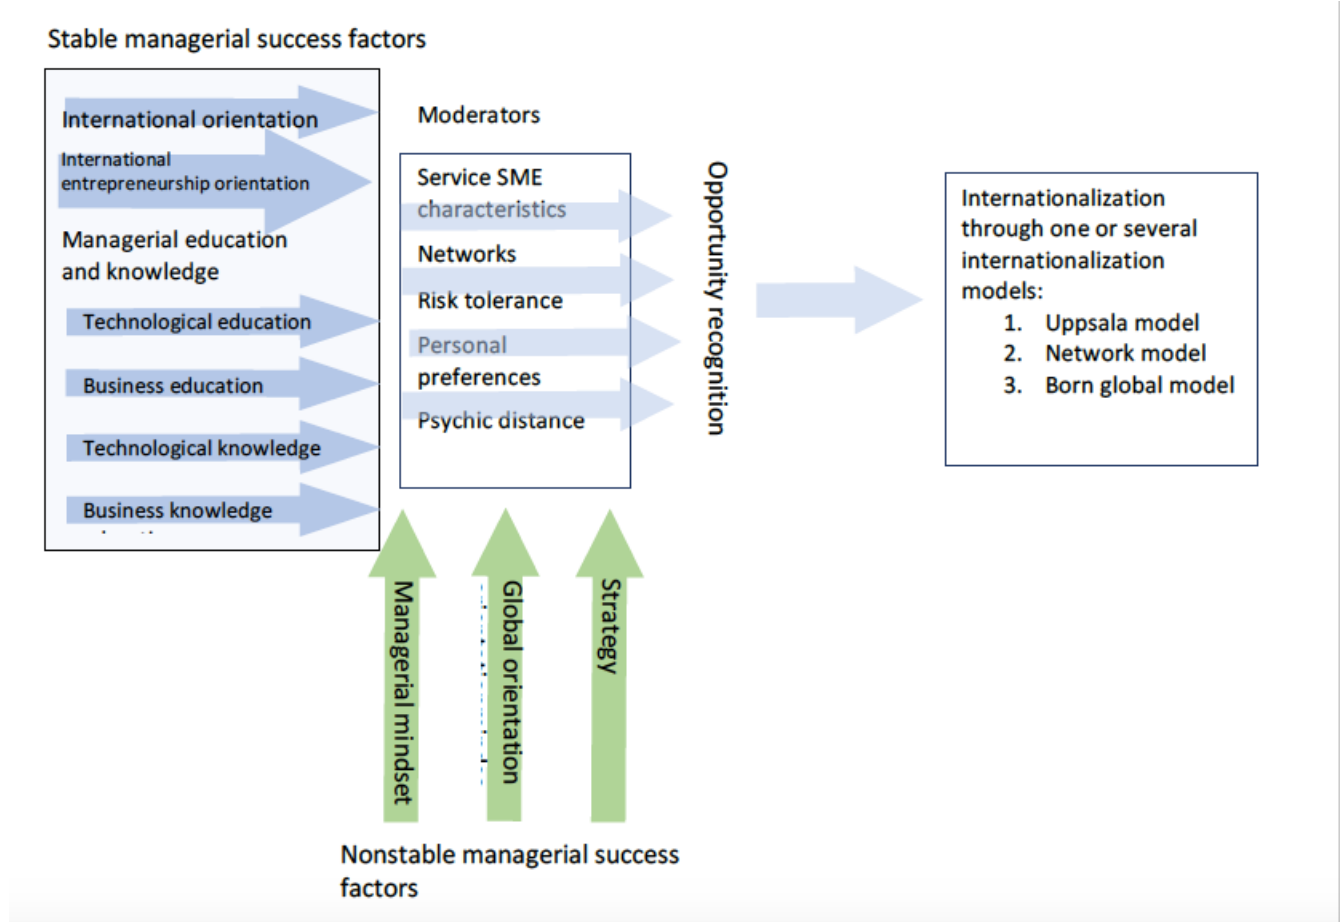 Stable managerial success factors
International orientation
International
entrepreneurship orientation
Managerial education
and knowledge
Technological education
Business education
Technological knowledge
Business knowledge
Moderators
Service SME
characteristics
Networks
Risk tolerance
Personal
preferences
Psychic distance
Opportunity recognition
Internationalization
through one or several
internationalization
models:
1. Uppsala model
2. Network model
3. Born global model
Managerial mindset
Global orientation
Strategy
Nonstable managerial success
factors